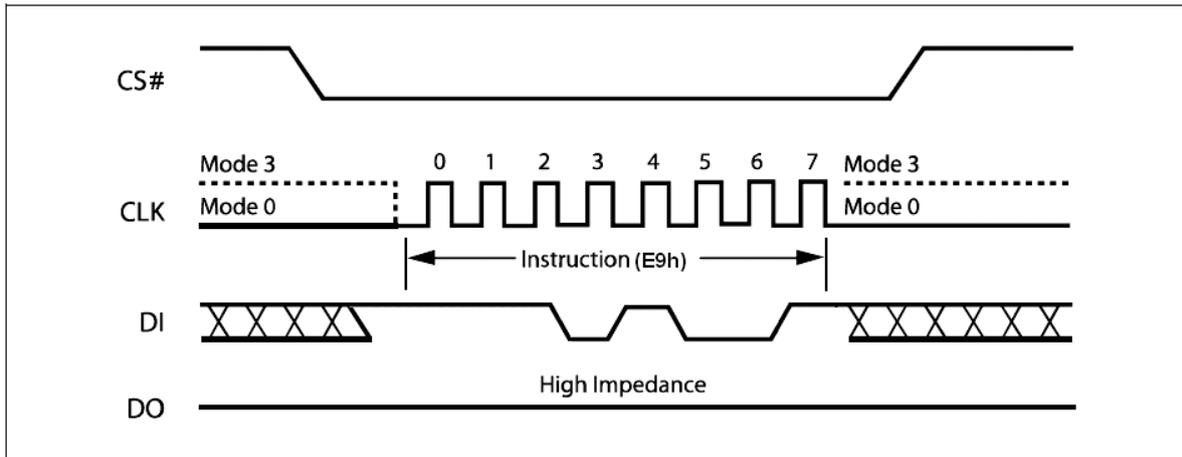 CS#
Mode 3 0 1 2 3 4 5 6 7 Mode 3
CLK Mode 0 Mode 0
Instruction (E9h)
DI
High Impedance
DO